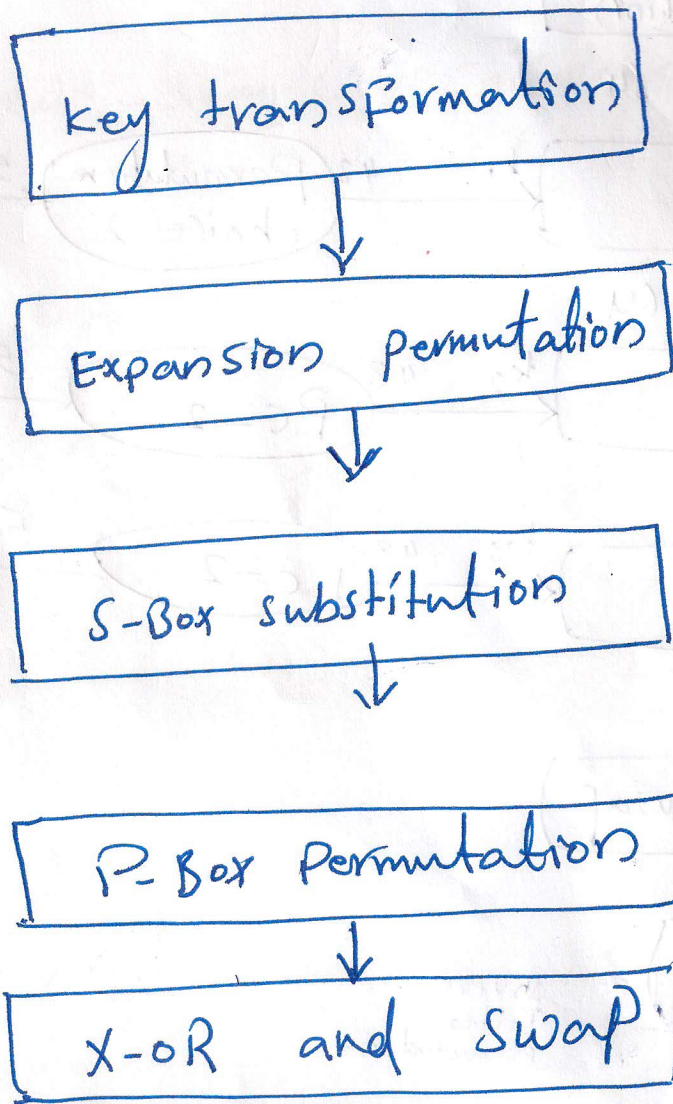 Key transformation
Expansion permutation
S-Box substitution
P-Box Permutation
X-OR and swap